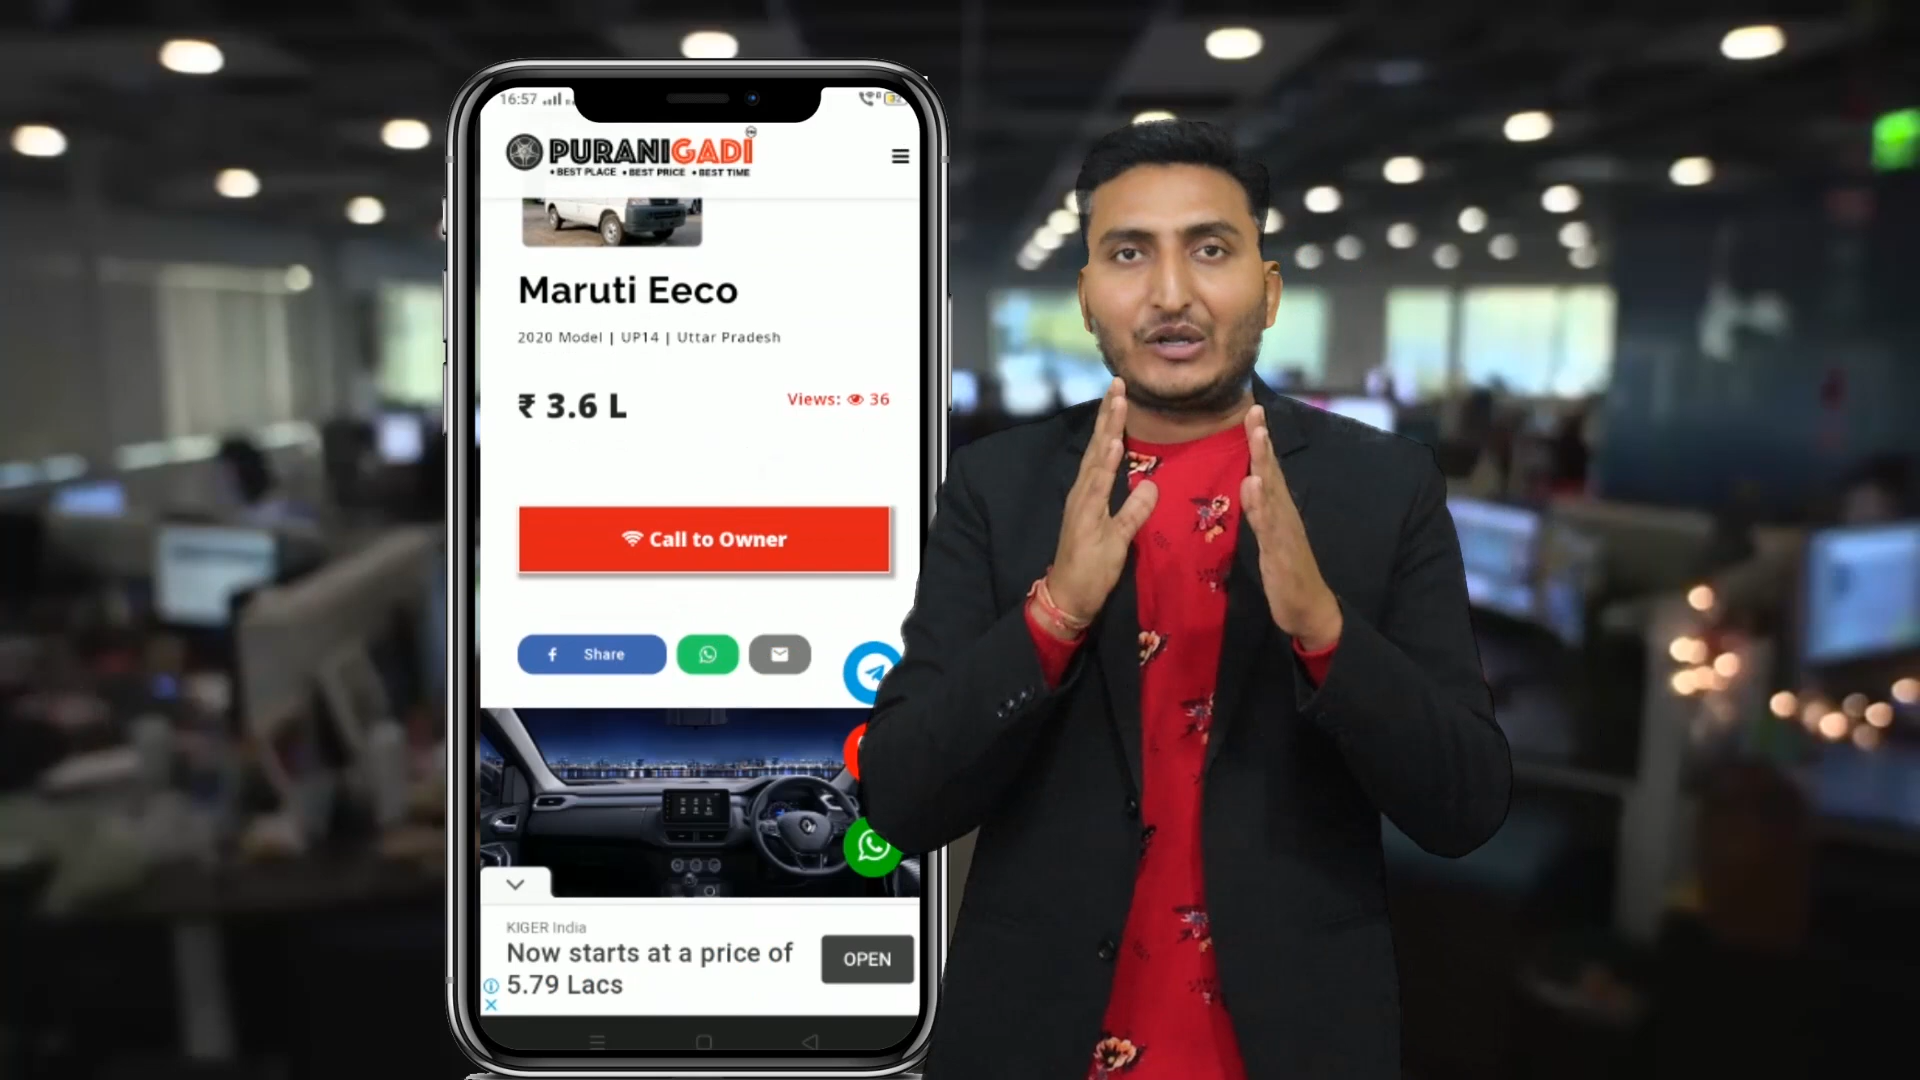 16:57
PURANIGADI
• BEST PLACE • BEST PRICE • BEST TIME
Maruti Eeco
2020 Model | UP14 | Uttar Pradesh
₹ 3.6 L
Views: 36
Call to Owner
Share
KIGER India
Now starts at a price of
5.79 Lacs
OPEN